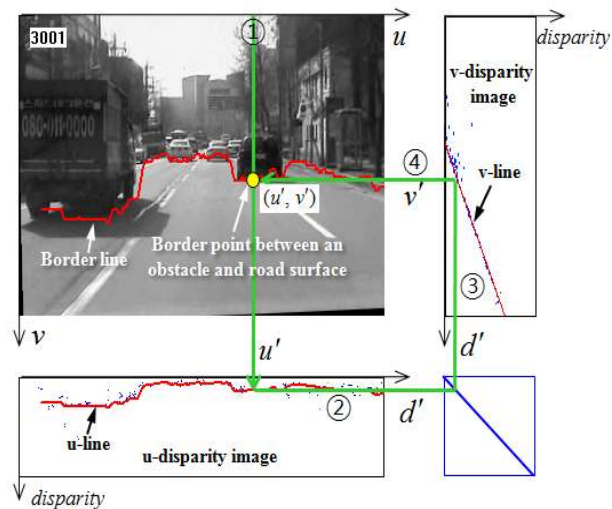 3001
①
u
disparity
v-disparity
image
080-011-0000
④
v-line
v'
(u', v')
Border line
Border point between an
obstacle and road surface
③
v
u'
d'
②
d'
u-line
u-disparity image
disparity